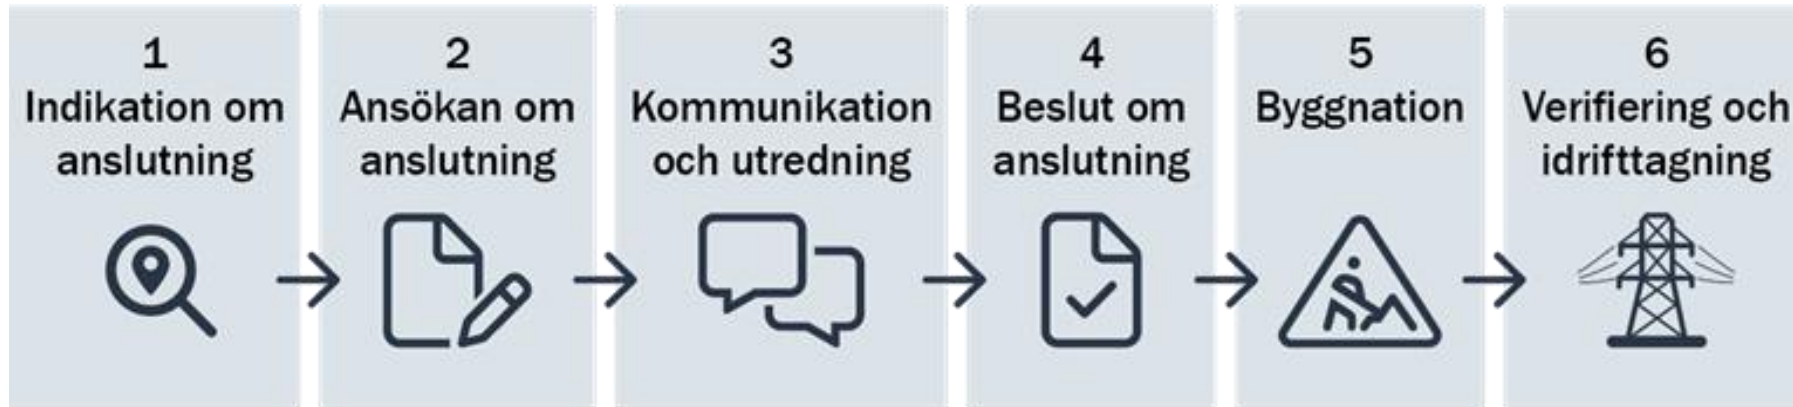 1
Indikation om
anslutning
2
Ansökan om
anslutning
3
Kommunikation
och utredning
4
Beslut om
anslutning
5
Byggnation
6
Verifiering och
idrifttagning